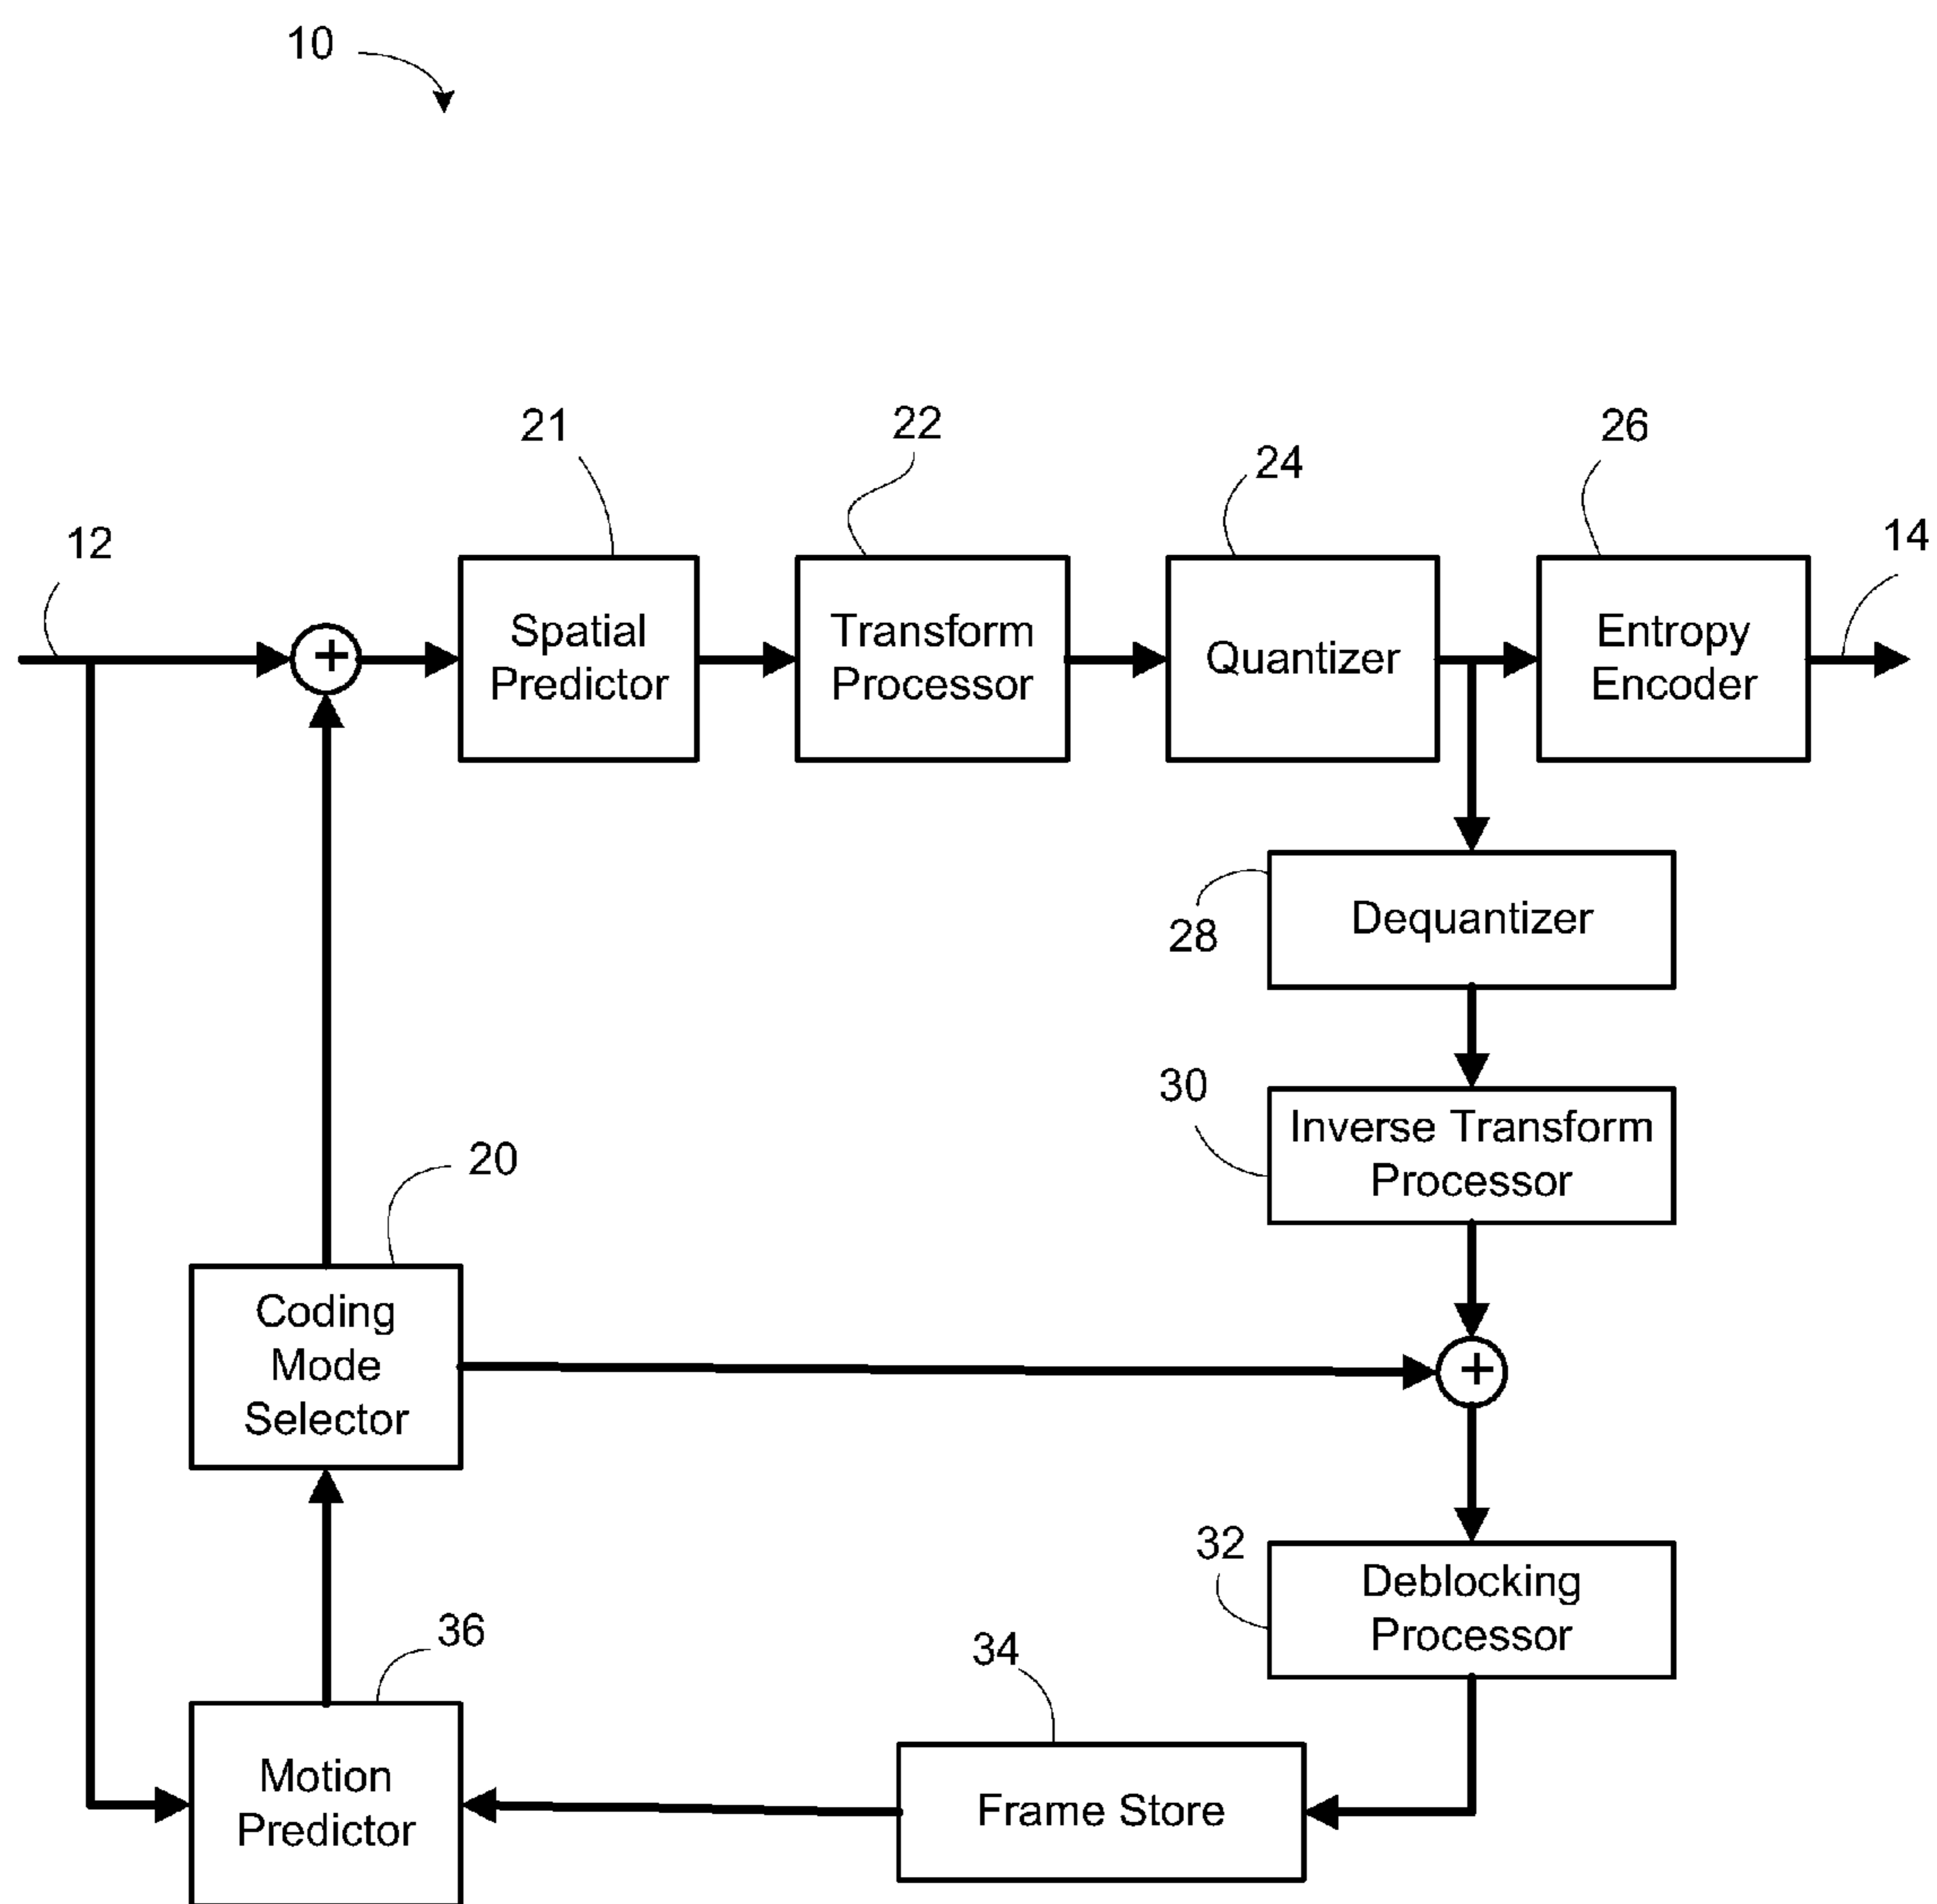 10
21
22
24
26
12
14
+
Spatial
Predictor
Transform
Processor
Quantizer
Entropy
Encoder
28
Dequantizer
30
Inverse Transform
Processor
20
Coding
Mode
Selector
+
32
Deblocking
Processor
36
34
Motion
Predictor
Frame Store